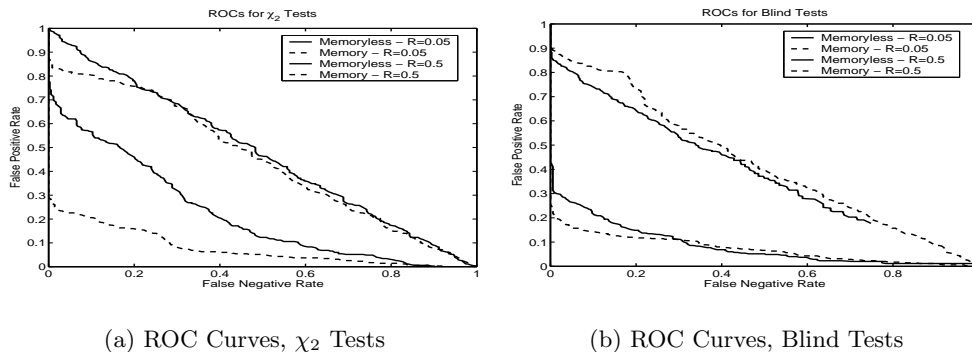 ROCs for χ2 Tests
Memoryless – R=0.05
Memory – R=0.05
Memoryless – R=0.5
Memory – R=0.5
1
0.9
0.8
0.7
0.6
0.5
0.4
0.3
0.2
0.1
0
False Positive Rate
0 0.2 0.4 0.6 0.8 1
False Negative Rate
(a) ROC Curves, χ2 Tests
ROCs for Blind Tests
Memoryless – R=0.05
Memory – R=0.05
Memoryless – R=0.5
Memory – R=0.5
1
0.9
0.8
0.7
0.6
0.5
0.4
0.3
0.2
0.1
0
False Positive Rate
0 0.2 0.4 0.6 0.8
False Negative Rate
(b) ROC Curves, Blind Tests